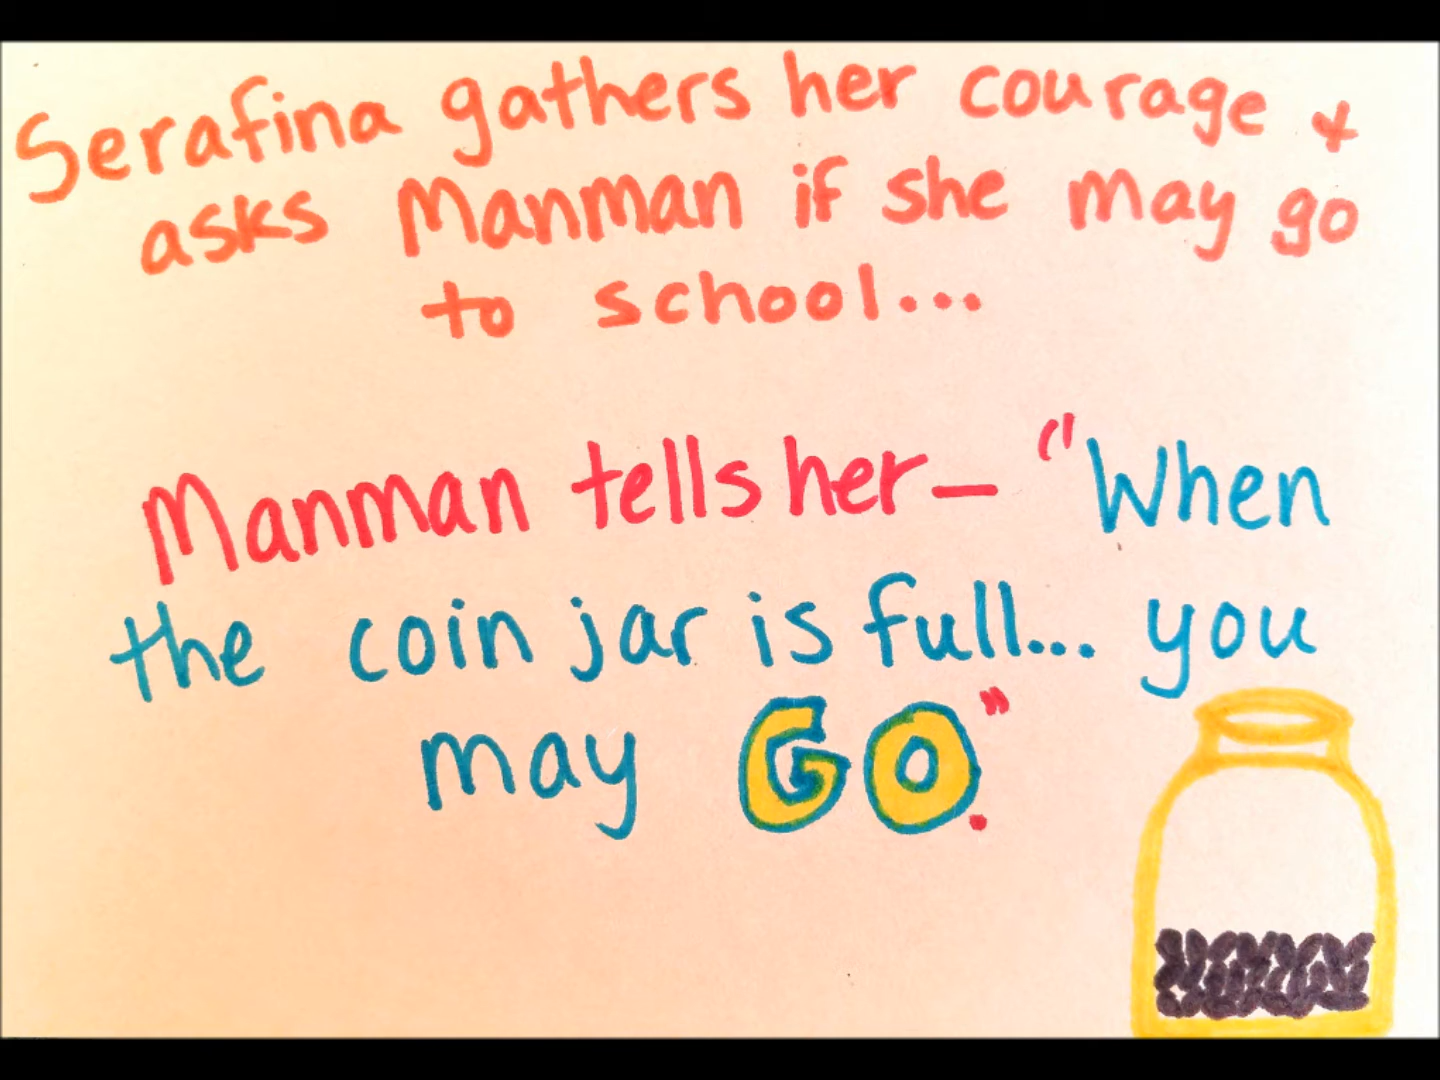 Serafina gathers her courage &
asks Manman if she may go
to school...
Manman tells her— "When
the coin jar is full... you
may GO."